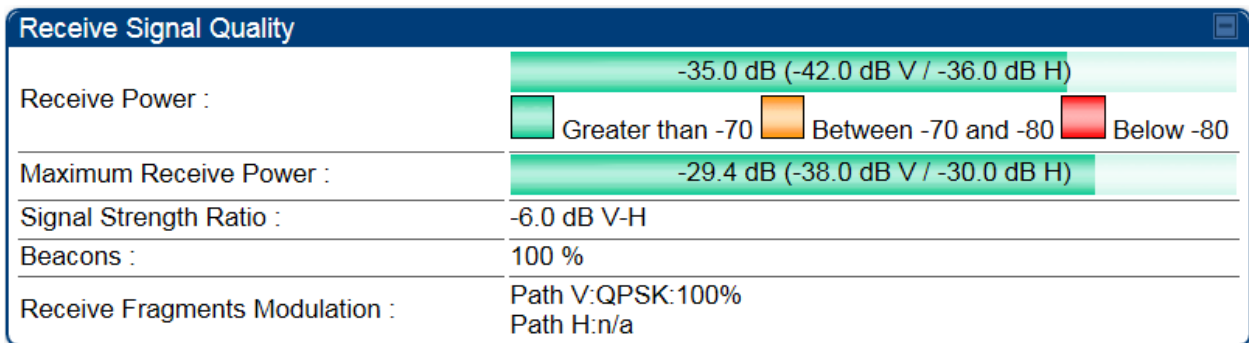 Receive Signal Quality
Receive Power :
-35.0 dB (-42.0 dB V / -36.0 dB H)
Greater than -70 Between -70 and -80 Below -80
Maximum Receive Power :
-29.4 dB (-38.0 dB V / -30.0 dB H)
Signal Strength Ratio :
-6.0 dB V-H
Beacons :
100 %
Receive Fragments Modulation :
Path V:QPSK:100%
Path H:n/a